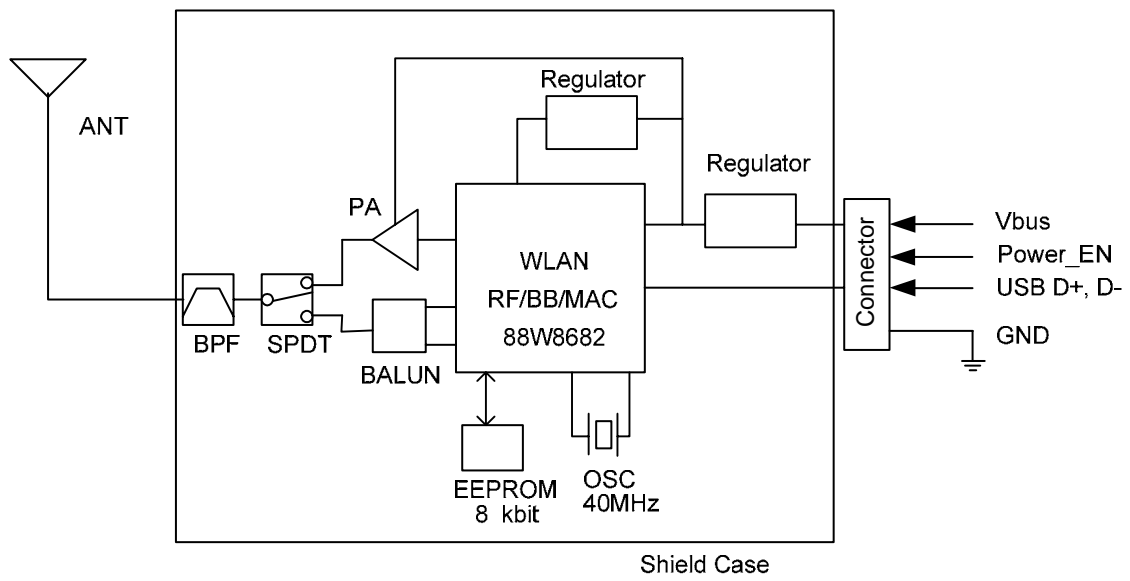 ANT
Regulator
Regulator
PA
WLAN
RF/BB/MAC
88W8682
BPF
SPDT
BALUN
EEPROM
8 kbit
OSC
40MHz
Connector
Vbus
Power_EN
USB D+, D-
GND
Shield Case